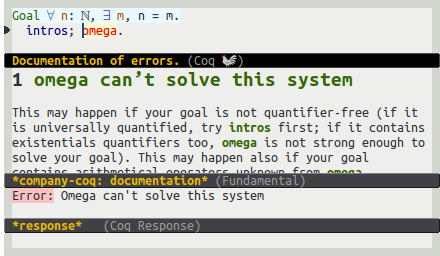 Goal ∀ n: ℕ, ∃ m, n = m.
intros; omega.
Documentation of errors. (Coq 🐓)
1 omega can’t solve this system
This may happen if your goal is not quantifier-free (if it
is universally quantified, try intros first; if it contains
existentials quantifiers too, omega is not strong enough to
solve your goal). This may happen also if your goal
contains arithmetical operators unknown from omega
*company-coq: documentation* (Fundamental)
Error: Omega can't solve this system
*response* (Coq Response)